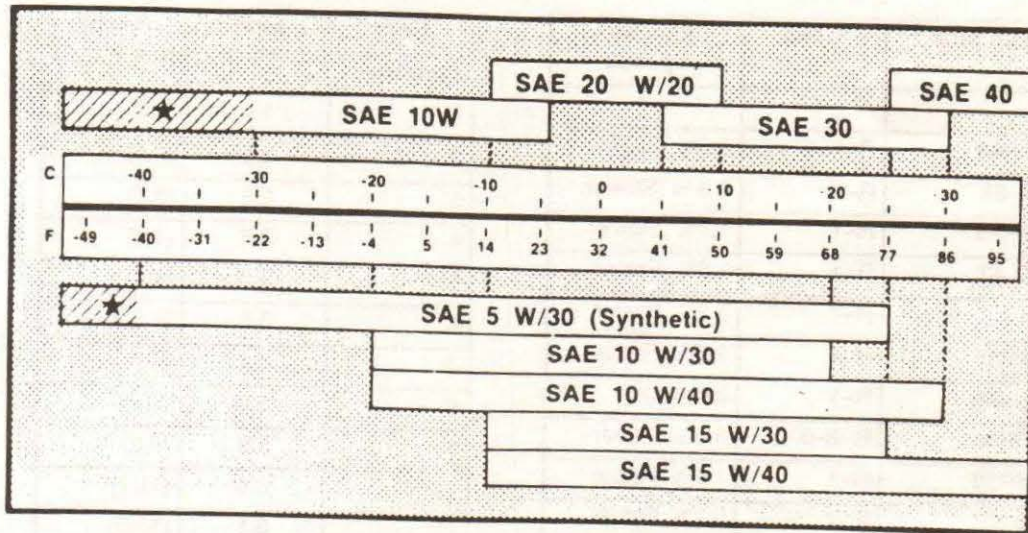 SAE 20 W/20
SAE 40
SAE 10W
SAE 30
C -40 -30 -20 -10 0 -10 -20 -30
F -49 -40 -31 -22 -13 -4 5 14 23 32 41 50 59 68 77 86 95
SAE 5 W/30 (Synthetic)
SAE 10 W/30
SAE 10 W/40
SAE 15 W/30
SAE 15 W/40